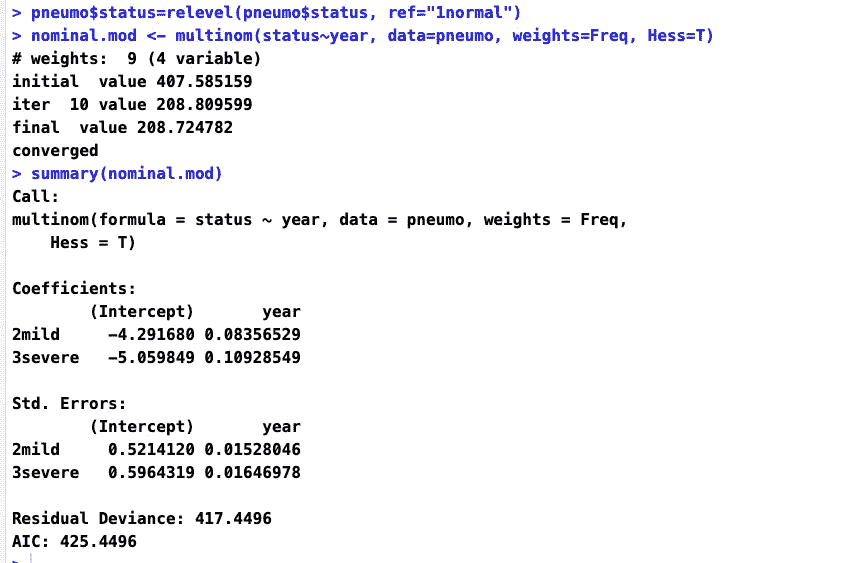 > pneumo$status=relevel(pneumo$status, ref="1normal")
> nominal.mod <- multinom(status~year, data=pneumo, weights=Freq, Hess=T)
# weights:  9 (4 variable)
initial  value 407.585159
iter  10 value 208.809599
final  value 208.724782
converged
> summary(nominal.mod)
Call:
multinom(formula = status ~ year, data = pneumo, weights = Freq,
    Hess = T)
Coefficients:
        (Intercept)       year
2mild     -4.291680 0.08356529
3severe   -5.059849 0.10928549
Std. Errors:
        (Intercept)       year
2mild     0.5214120 0.01528046
3severe   0.5964319 0.01646978
Residual Deviance: 417.4496
AIC: 425.4496
>